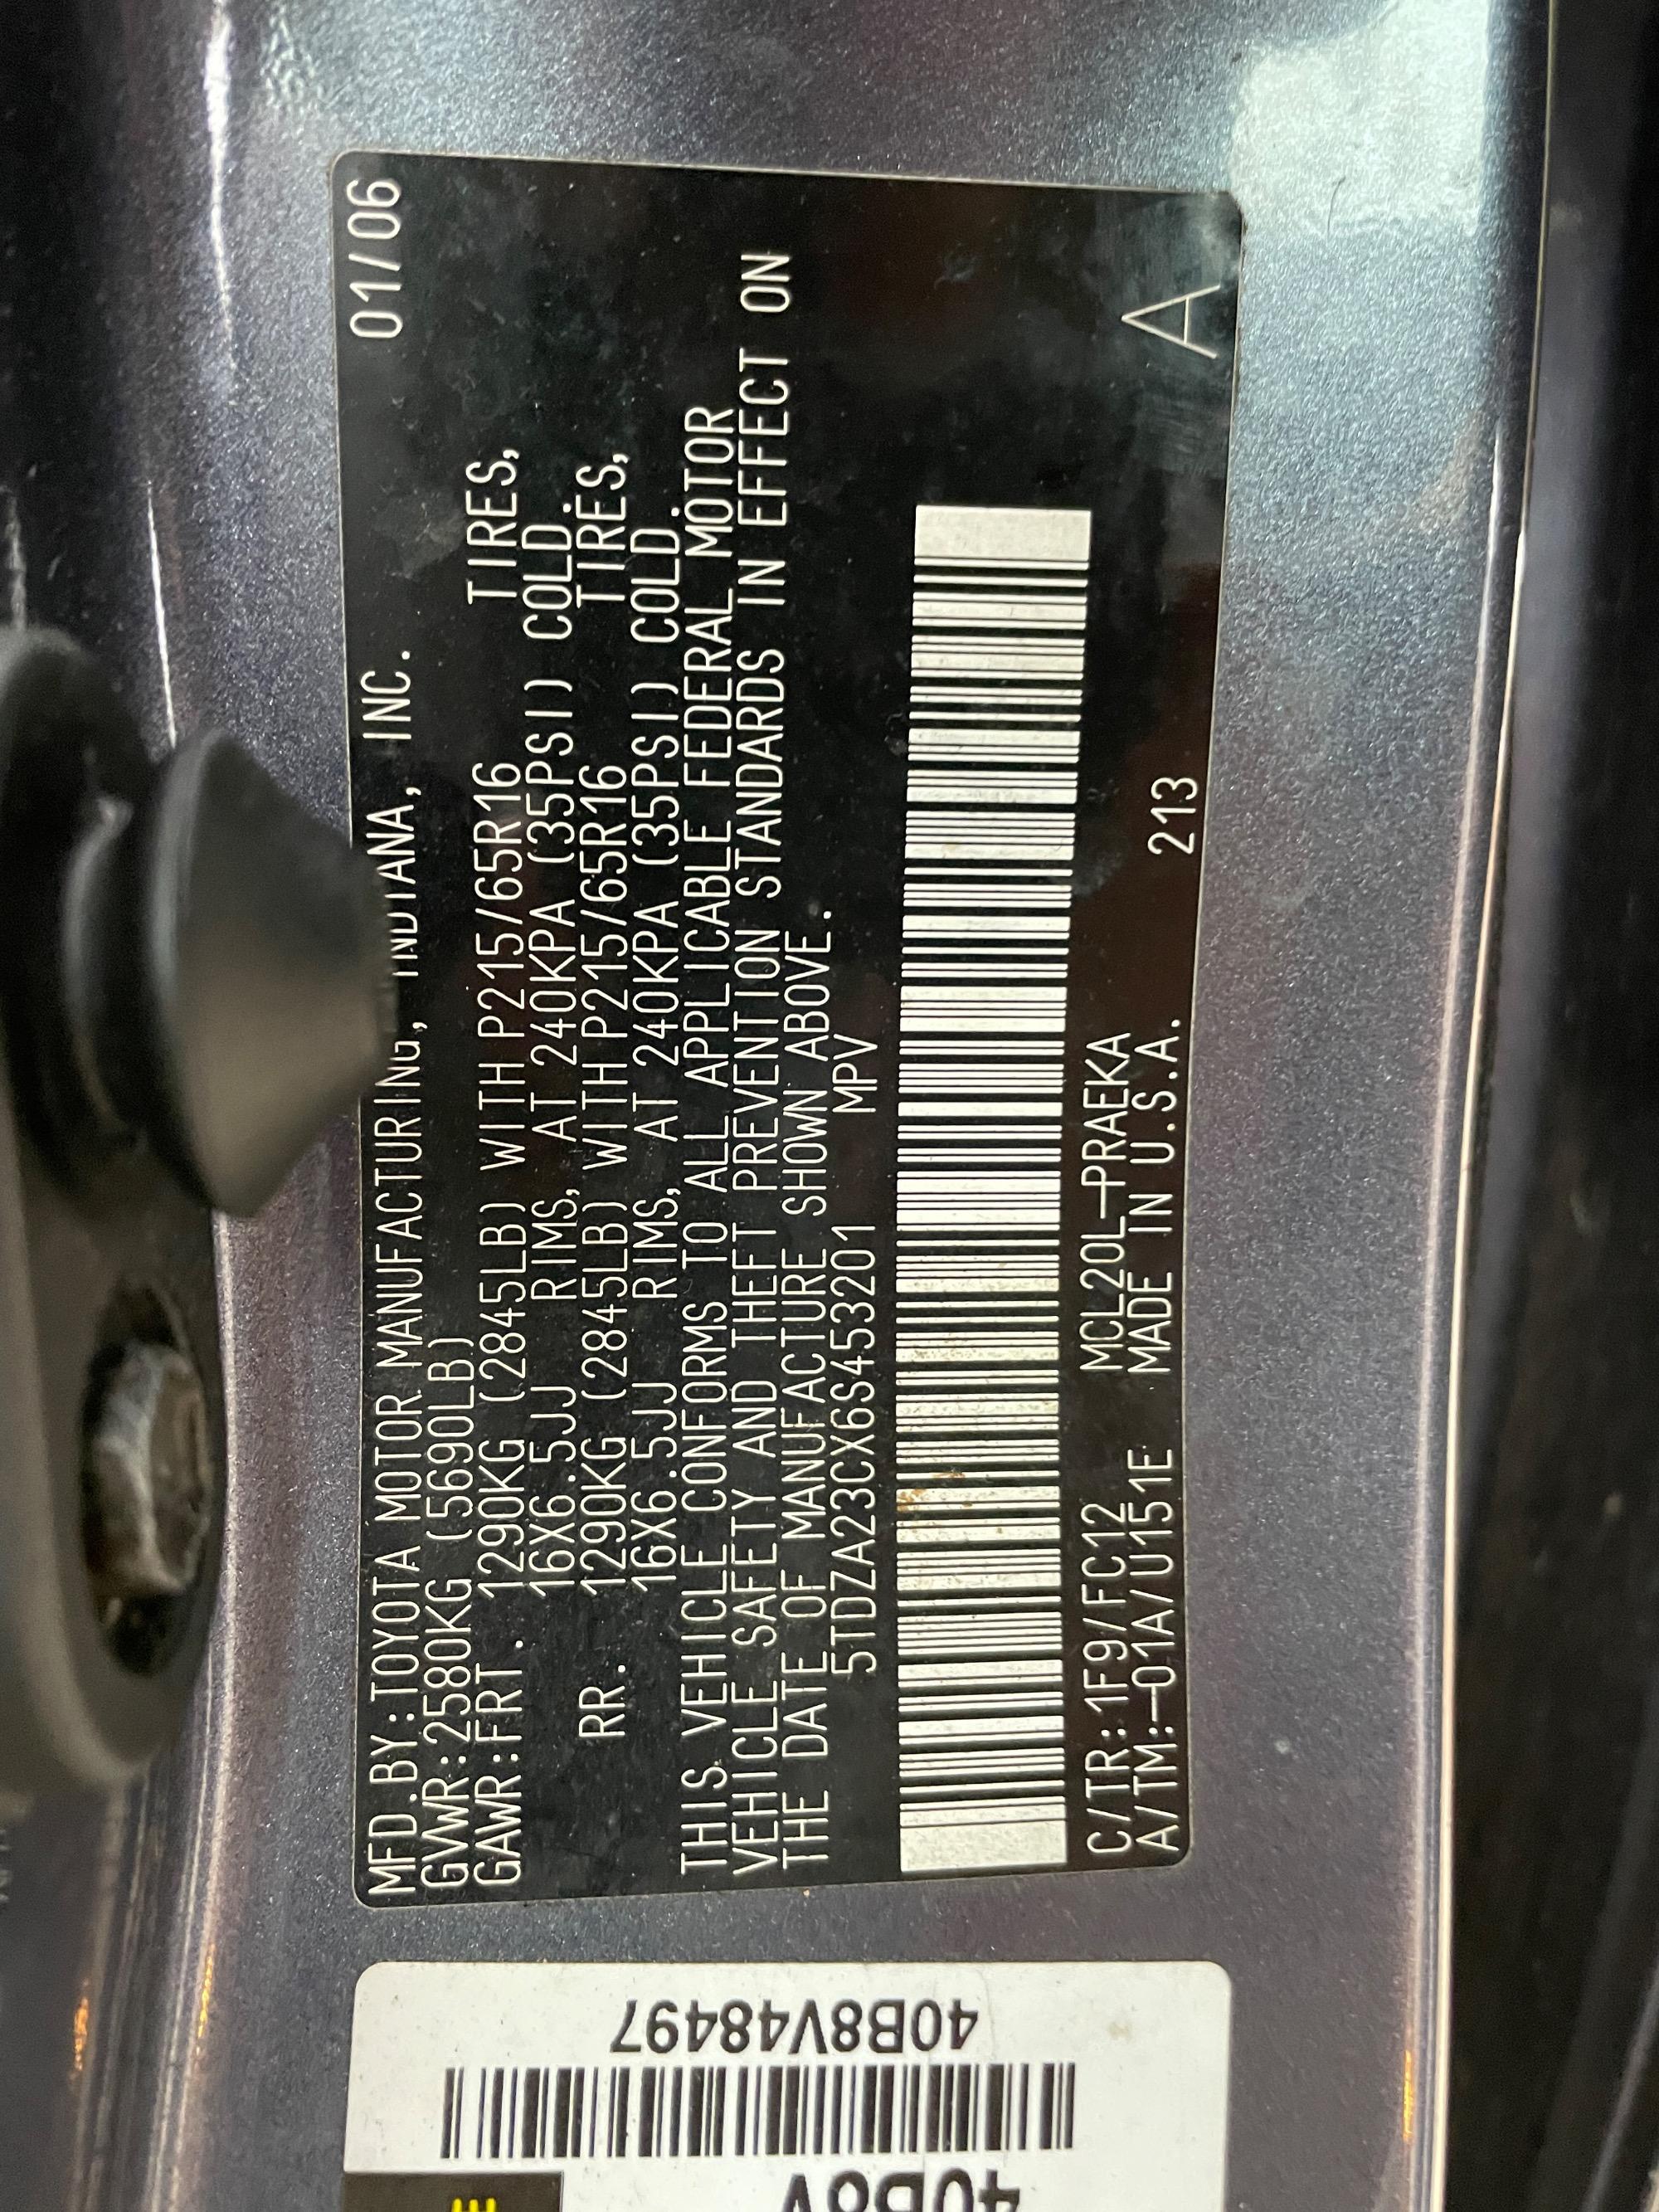 MFD.BY:TOYOTA MOTOR MANUFACTURING, INDIANA, INC. 01/06
GVWR:2580KG (5690LB)
GAWR:FRT. 1290KG (2845LB) WITH P215/65R16 TIRES,
16X6.5JJ RIMS, AT 240KPA (35PSI) COLD.
RR. 1290KG (2845LB) WITH P215/65R16 TIRES,
16X6.5JJ RIMS, AT 240KPA (35PSI) COLD.
THIS VEHICLE CONFORMS TO ALL APPLICABLE FEDERAL MOTOR
VEHICLE SAFETY AND THEFT PREVENTION STANDARDS IN EFFECT ON
THE DATE OF MANUFACTURE SHOWN ABOVE.
5TDZA23CX6S453201 MPV
C/TR:1F9/FC12 MCL20L-PRAEKA
A/TM:-01A/U151E MADE IN U.S.A. 213 A
40B8V48497
40B8V